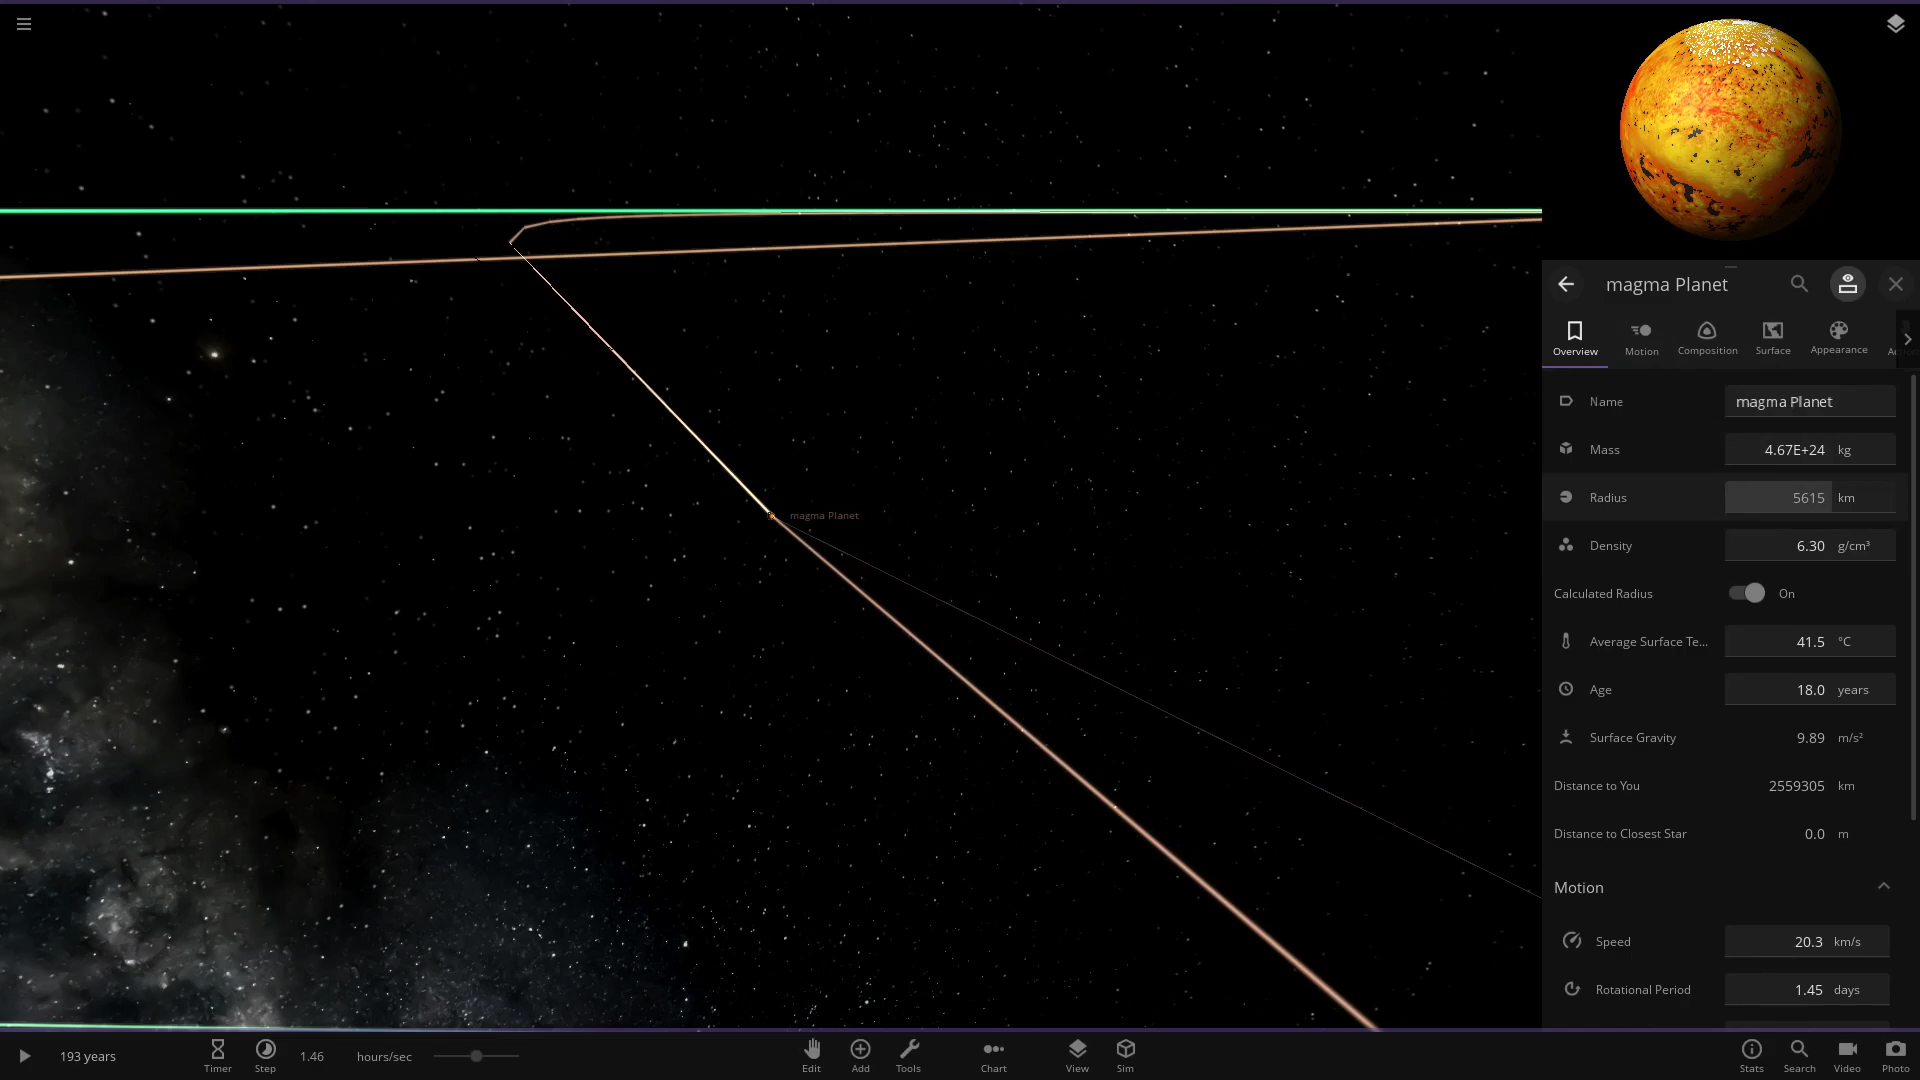 magma Planet
magma Planet
Overview
Motion
Composition
Surface
Appearance
Name magma Planet
Mass 4.67E+24 kg
Radius 5615 km
Density 6.30 g/cm³
Calculated Radius On
Average Surface Te... 41.5 °C
Age 18.0 years
Surface Gravity 9.89 m/s²
Distance to You 2559305 km
Distance to Closest Star 0.0 m
Motion
Speed 20.3 km/s
Rotational Period 1.45 days
193 years
Timer
Step
1.46 hours/sec
Edit
Add
Tools
Chart
View
Sim
Stats
Search
Video
Photo